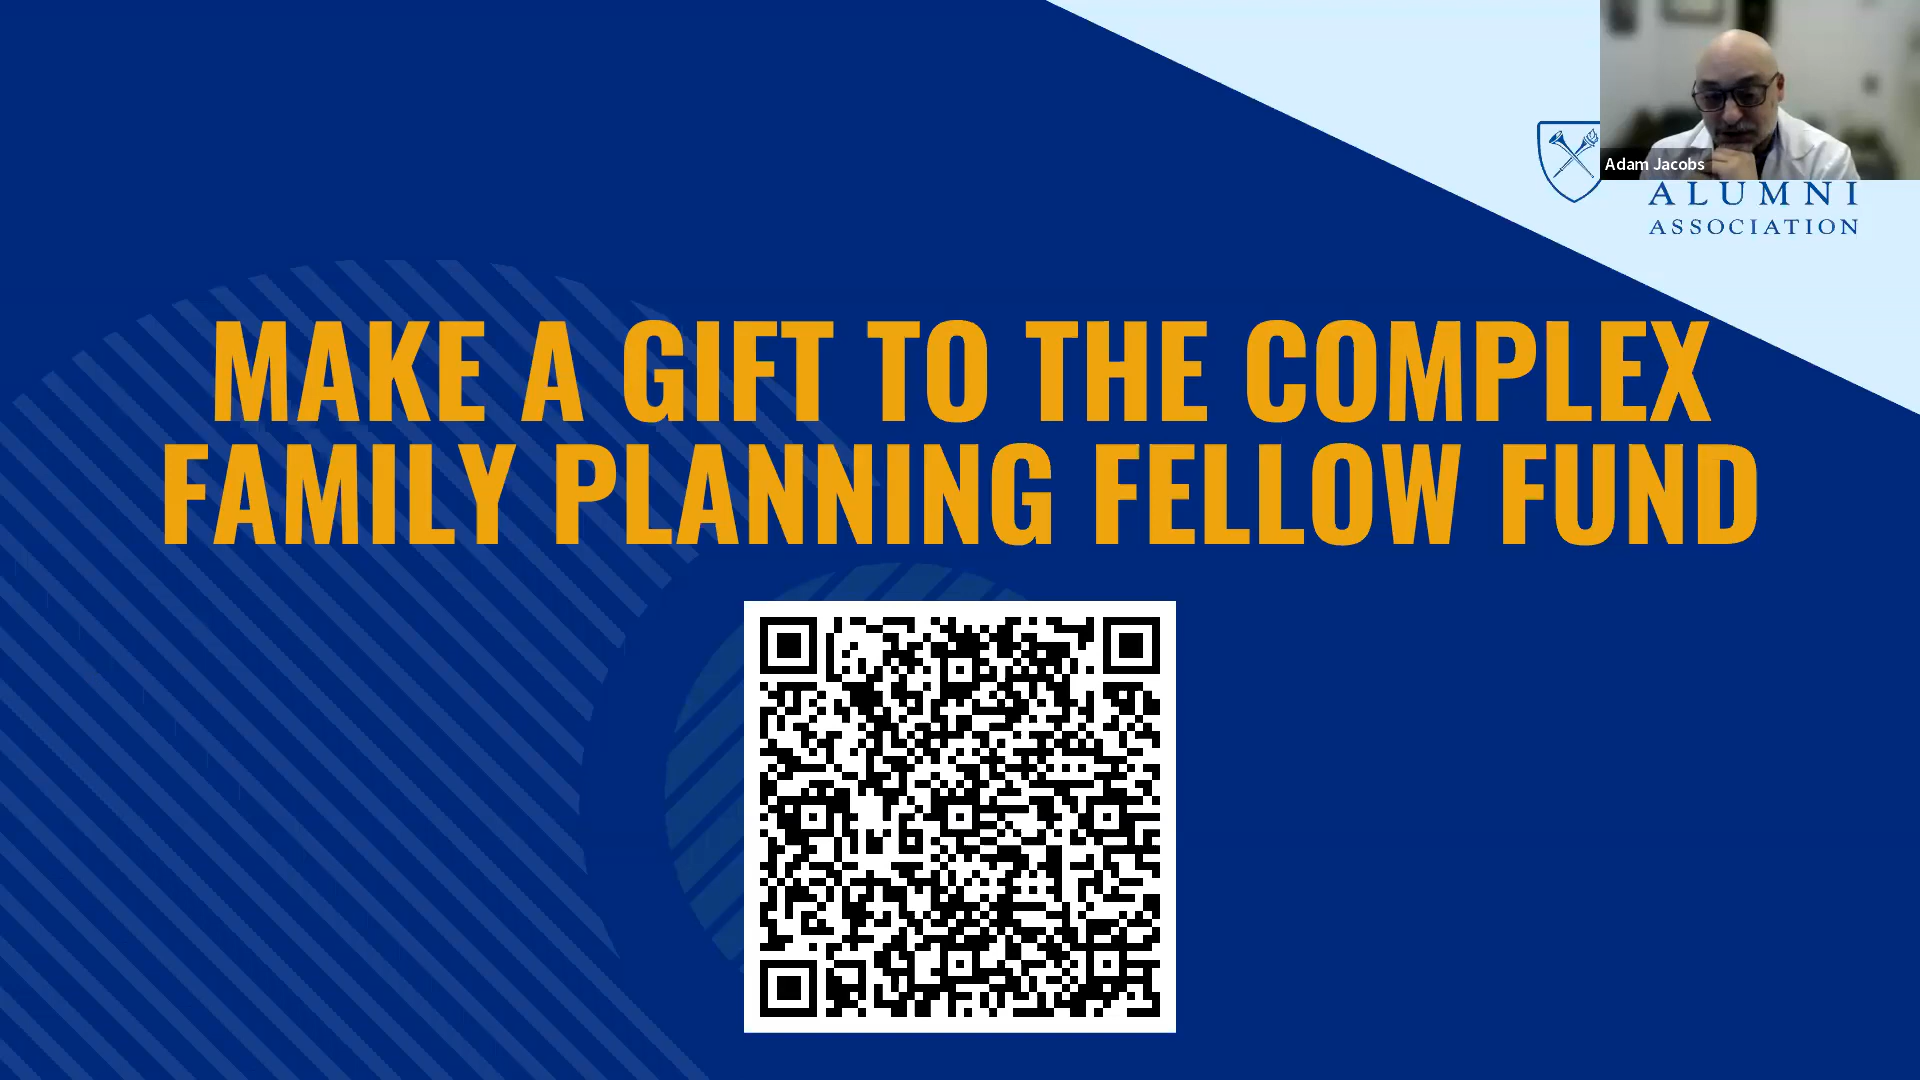 Adam Jacobs
ALUMNI
ASSOCIATION
MAKE A GIFT TO THE COMPLEX
FAMILY PLANNING FELLOW FUND